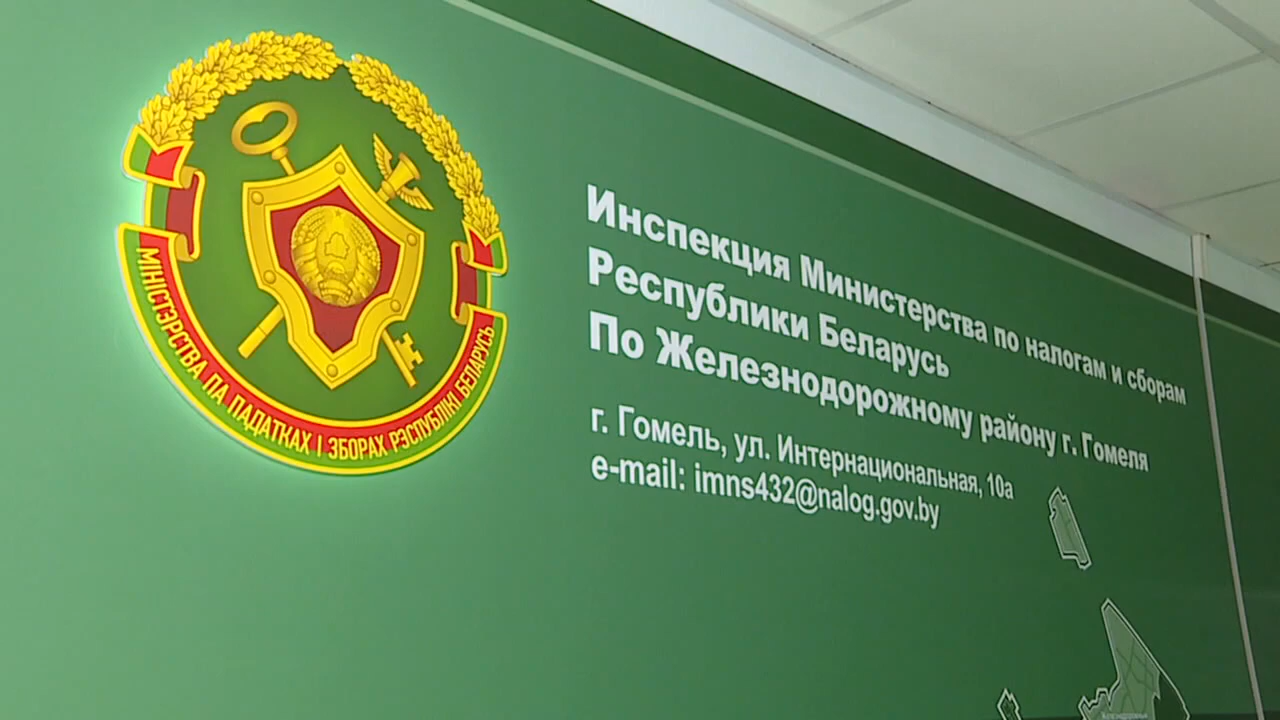 МІНІСТЭРСТВА ПА ПАДАТКАХ І ЗБОРАХ РЭСПУБЛІКІ БЕЛАРУСЬ
Инспекция Министерства по налогам и сборам
Республики Беларусь
По Железнодорожному району г. Гомеля
г. Гомель, ул. Интернациональная, 10а
e-mail: imns432@nalog.gov.by